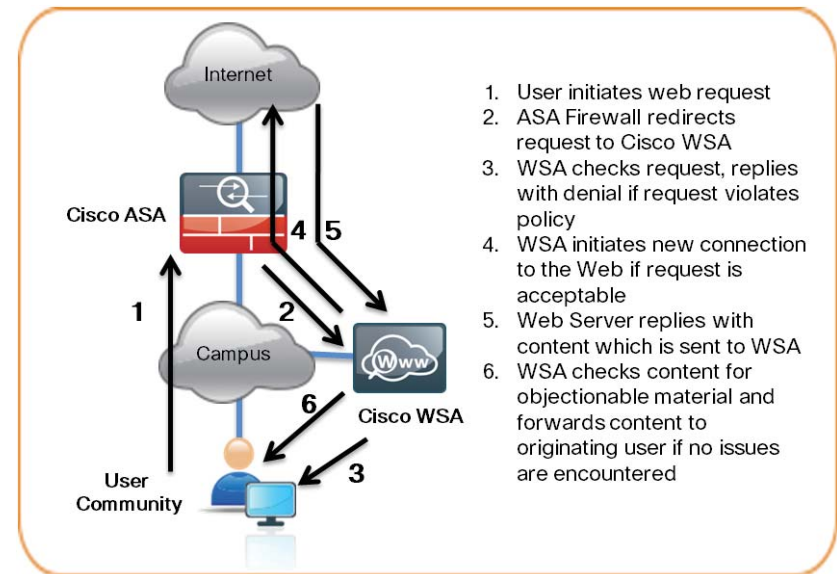 Internet
Cisco ASA
4
5
1
2
Campus
6
Www
Cisco WSA
3
User
Community
1. User initiates web request
2. ASA Firewall redirects
request to Cisco WSA
3. WSA checks request, replies
with denial if request violates
policy
4. WSA initiates new connection
to the Web if request is
acceptable
5. Web Server replies with
content which is sent to WSA
6. WSA checks content for
objectionable material and
forwards content to
originating user if no issues
are encountered